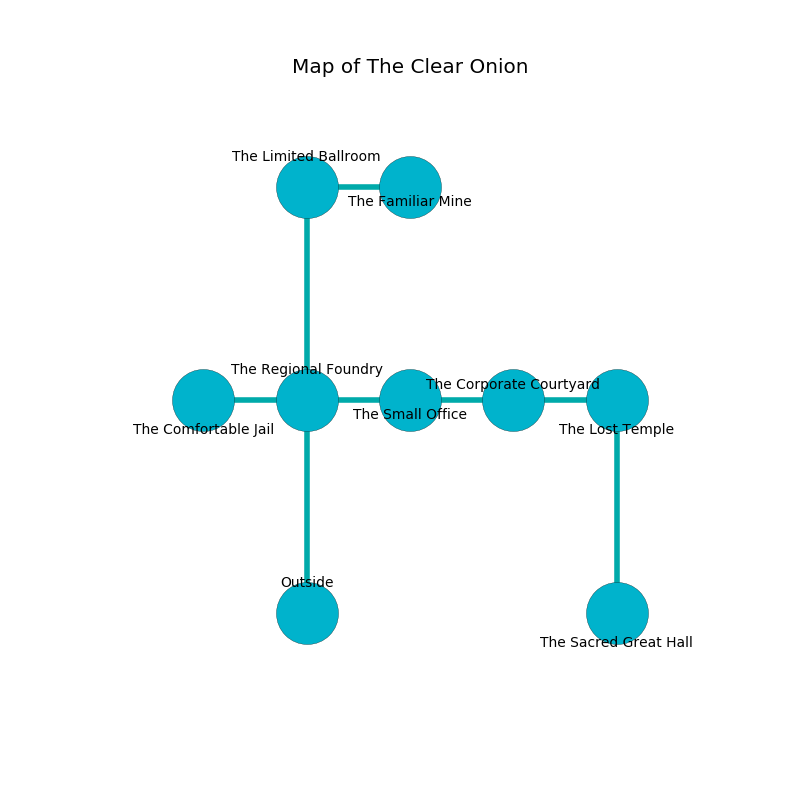 Map of The Clear Onion
The Limited Ballroom
The Familiar Mine
The Regional Foundry
The Corporate Courtyard
The Small Office
The Comfortable Jail
The Lost Temple
Outside
The Sacred Great Hall